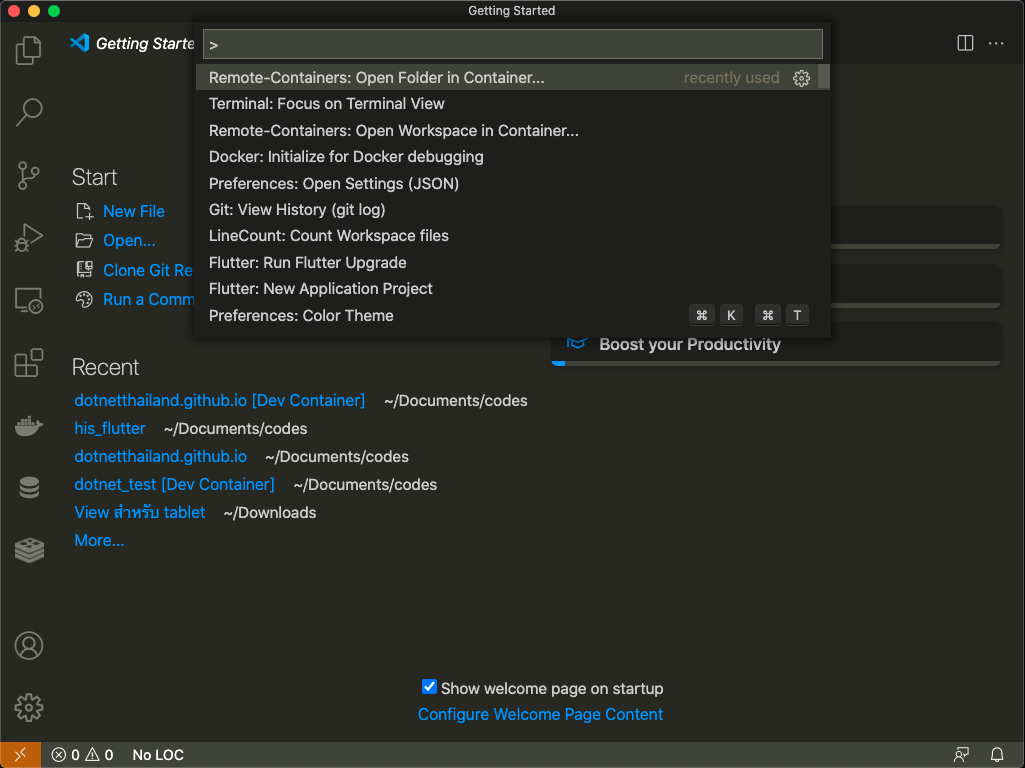 Getting Started
Getting Starte
>
Remote-Containers: Open Folder in Container... recently used
Terminal: Focus on Terminal View
Remote-Containers: Open Workspace in Container...
Docker: Initialize for Docker debugging
Preferences: Open Settings (JSON)
Git: View History (git log)
LineCount: Count Workspace files
Flutter: Run Flutter Upgrade
Flutter: New Application Project
Preferences: Color Theme ⌘ K ⌘ T
Start
New File
Open...
Clone Git Re
Run a Comm
Boost your Productivity
Recent
dotnetthailand.github.io [Dev Container] ~/Documents/codes
his_flutter ~/Documents/codes
dotnetthailand.github.io ~/Documents/codes
dotnet_test [Dev Container] ~/Documents/codes
View สำหรับ tablet ~/Downloads
More...
Show welcome page on startup
Configure Welcome Page Content
0 0 No LOC